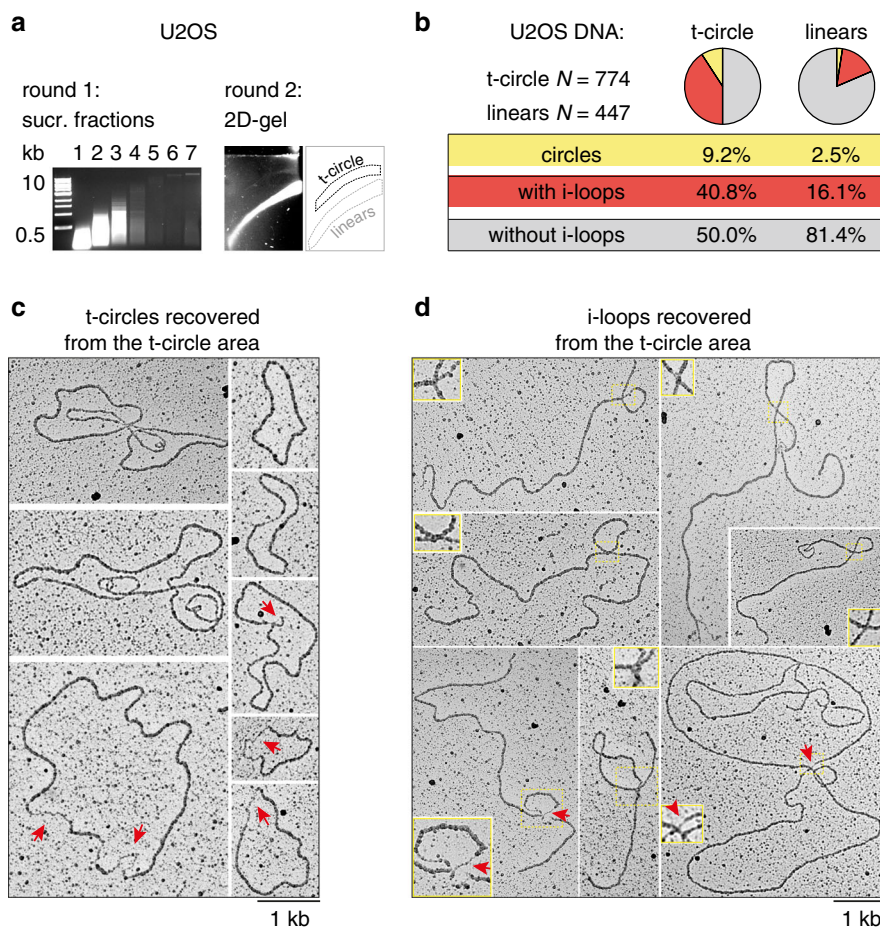 a
U2OS
round 1:
sucr. fractions
kb 1 2 3 4 5 6 7
10
0.5
round 2:
2D-gel
t-circle
linears
b
U2OS DNA: t-circle linears
t-circle N = 774
linears N = 447
circles 9.2% 2.5%
with i-loops 40.8% 16.1%
without i-loops 50.0% 81.4%
c
t-circles recovered
from the t-circle area
1 kb
d
i-loops recovered
from the t-circle area
1 kb